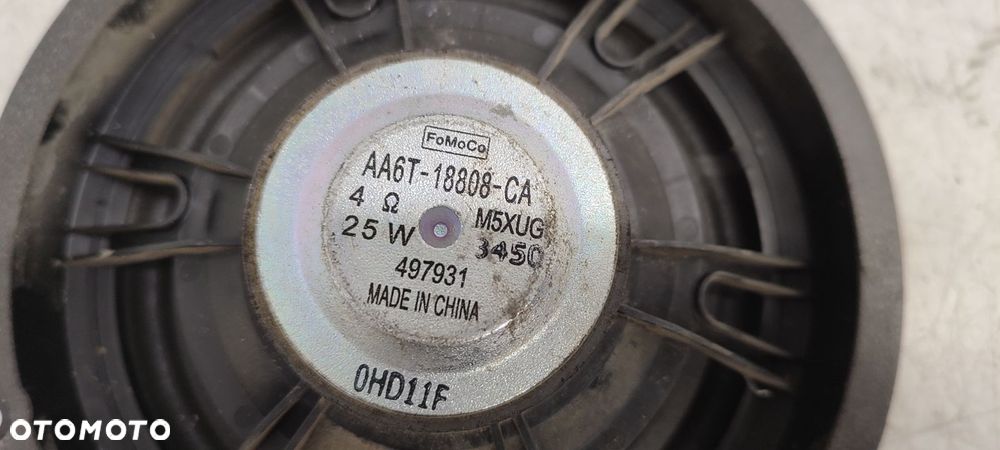 FoMoCo
AA6T-18808-CA
4 Ω M5XUG
25 W 3450
497931
MADE IN CHINA
0HD11F
OTOMOTO